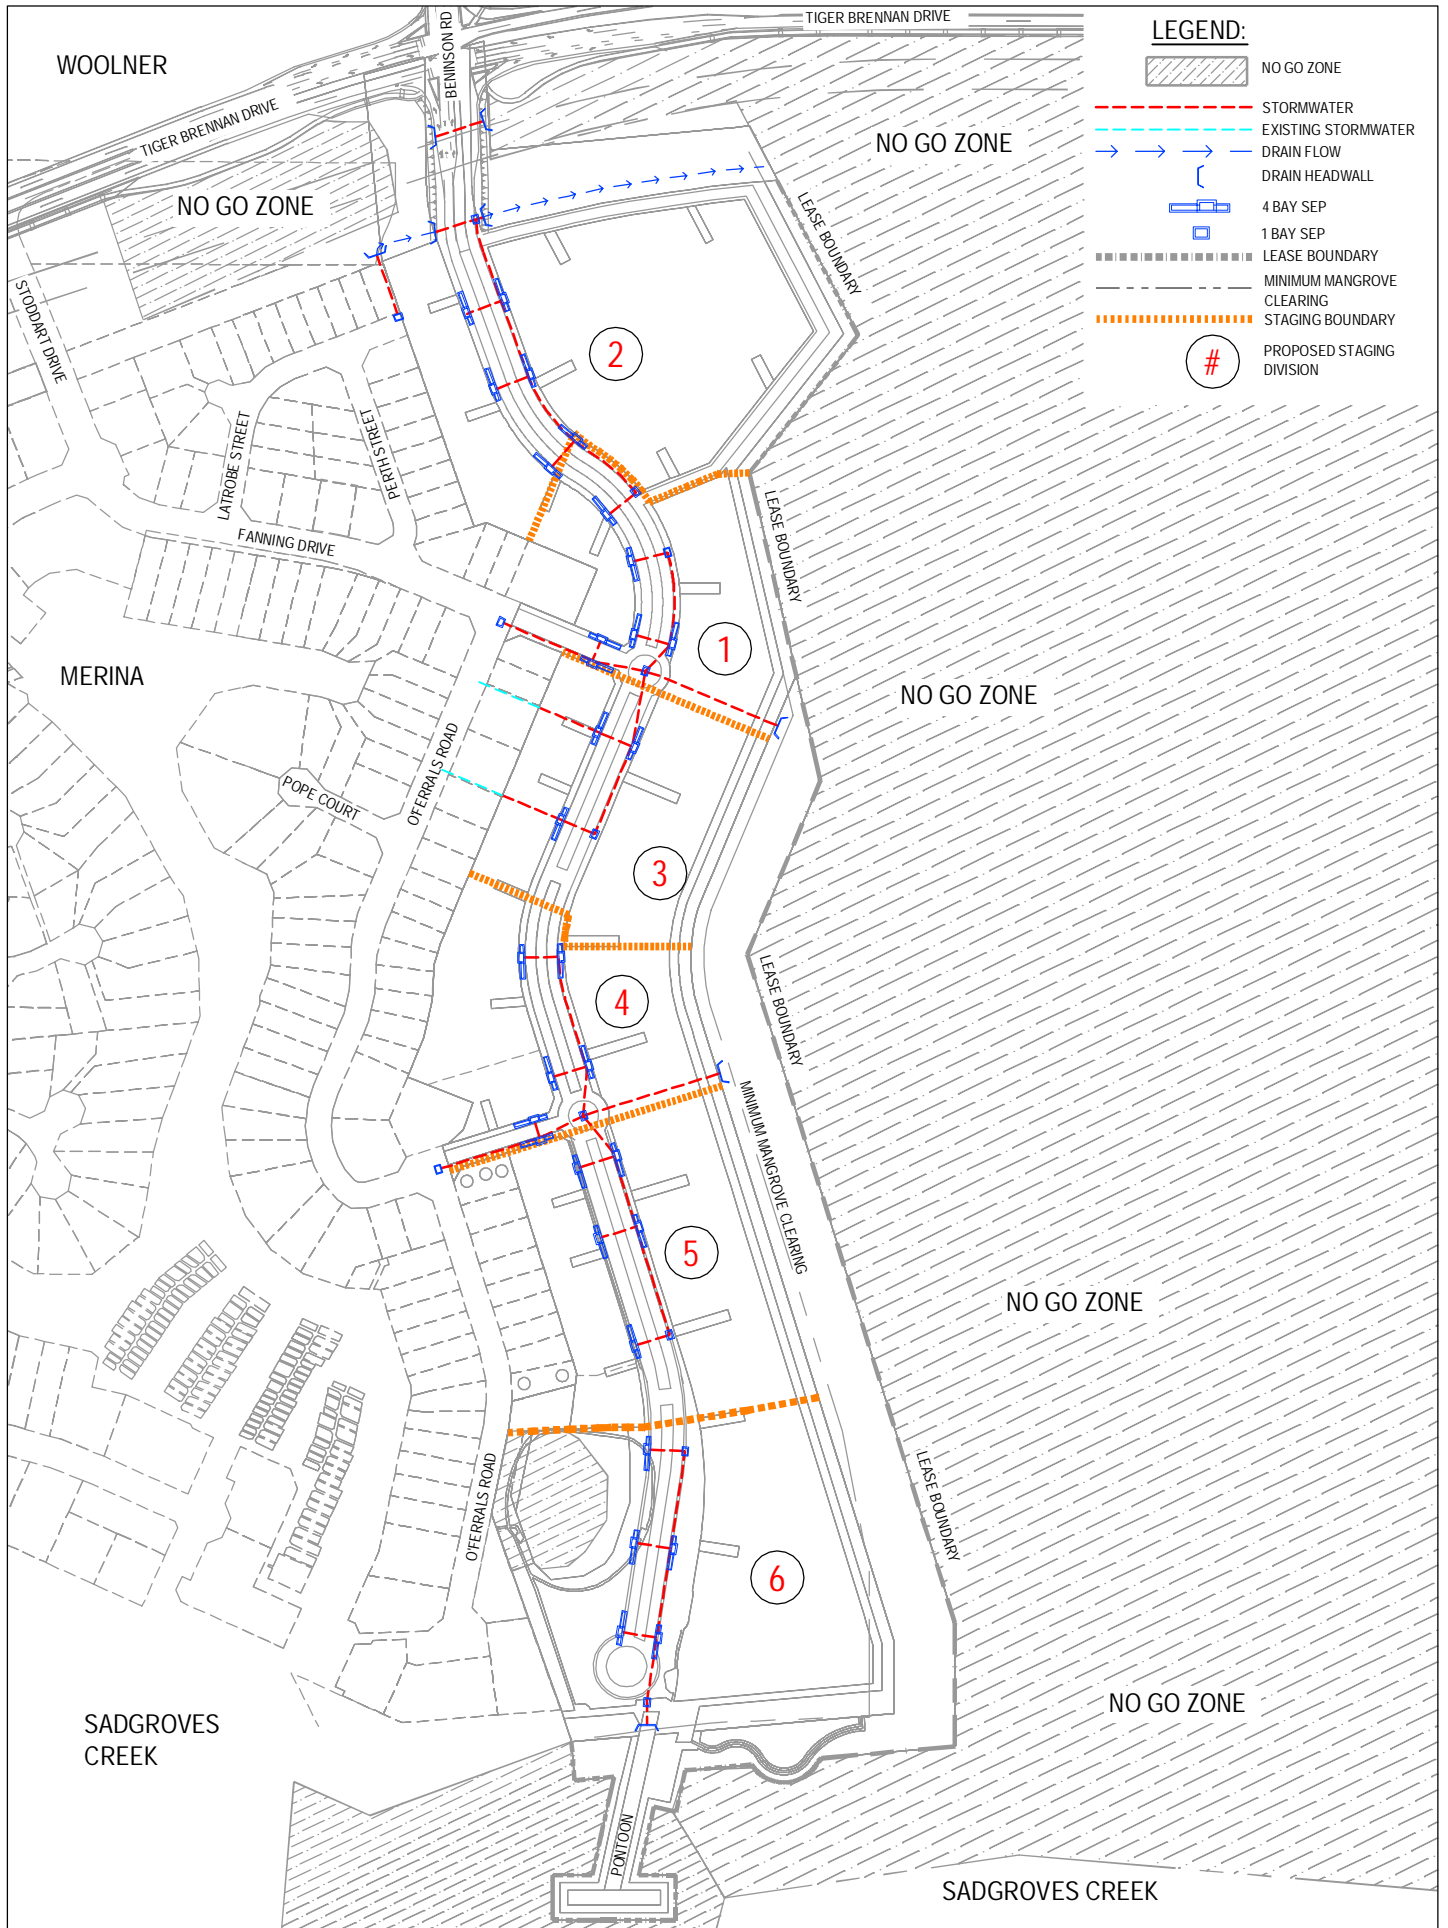 TIGER BRENNAN DRIVE
LEGEND:
WOOLNER
BENINSON RD
NO GO ZONE
STORMWATER
EXISTING STORMWATER
DRAIN FLOW
DRAIN HEADWALL
4 BAY SEP
1 BAY SEP
LEASE BOUNDARY
MINIMUM MANGROVE
CLEARING
STAGING BOUNDARY
#
PROPOSED STAGING
DIVISION
TIGER BRENNAN DRIVE
NO GO ZONE
NO GO ZONE
LEASE BOUNDARY
STODDART DRIVE
2
LATROBE STREET
PERTH STREET
FANNING DRIVE
LEASE BOUNDARY
1
MERINA
NO GO ZONE
O'FERRALS ROAD
POPE COURT
3
4
LEASE BOUNDARY
MINIMUM MANGROVE CLEARING
5
NO GO ZONE
O'FERRALS ROAD
LEASE BOUNDARY
6
NO GO ZONE
SADGROVES
CREEK
PONTOON
SADGROVES CREEK